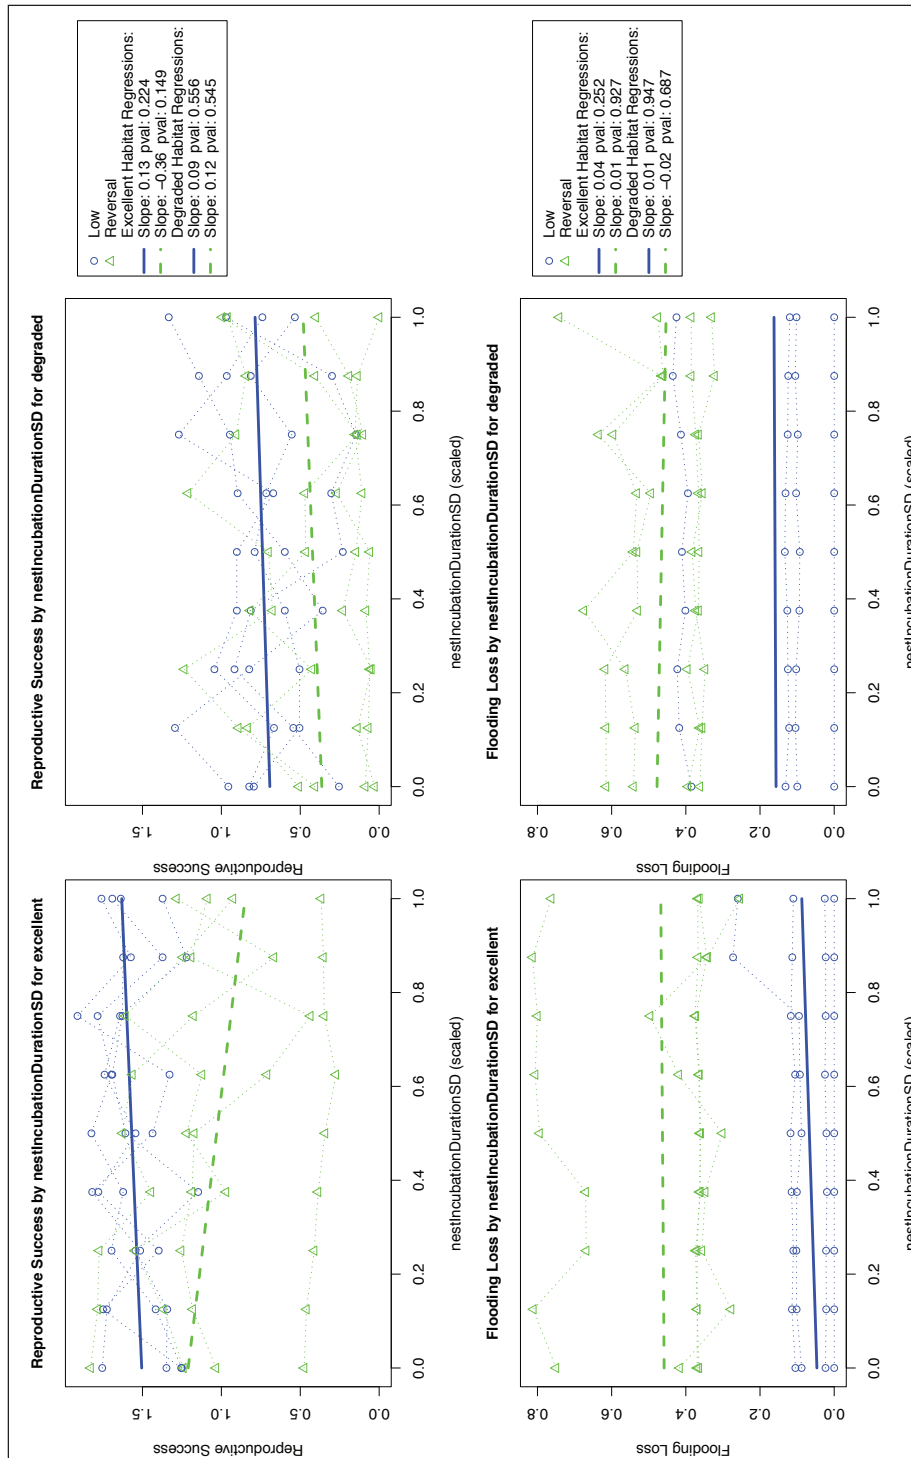 Reproductive Success by nestIncubationDurationSD for excellent
Reproductive Success
0.0
0.5
1.0
1.5
0.0
0.2
0.4
0.6
0.8
1.0
nestIncubationDurationSD (scaled)
Reproductive Success by nestIncubationDurationSD for degraded
Reproductive Success
0.0
0.5
1.0
1.5
0.0
0.2
0.4
0.6
0.8
1.0
nestIncubationDurationSD (scaled)
Low
Reversal
Excellent Habitat Regressions:
Slope: 0.13 pval: 0.224
Slope: −0.36 pval: 0.149
Degraded Habitat Regressions:
Slope: 0.09 pval: 0.556
Slope: 0.12 pval: 0.545
Flooding Loss by nestIncubationDurationSD for excellent
Flooding Loss
0.0
0.2
0.4
0.6
0.8
0.0
0.2
0.4
0.6
0.8
1.0
nestIncubationDurationSD (scaled)
Flooding Loss by nestIncubationDurationSD for degraded
Flooding Loss
0.0
0.2
0.4
0.6
0.8
0.0
0.2
0.4
0.6
0.8
1.0
nestIncubationDurationSD (scaled)
Low
Reversal
Excellent Habitat Regressions:
Slope: 0.04 pval: 0.252
Slope: 0.01 pval: 0.927
Degraded Habitat Regressions:
Slope: 0.01 pval: 0.947
Slope: −0.02 pval: 0.687